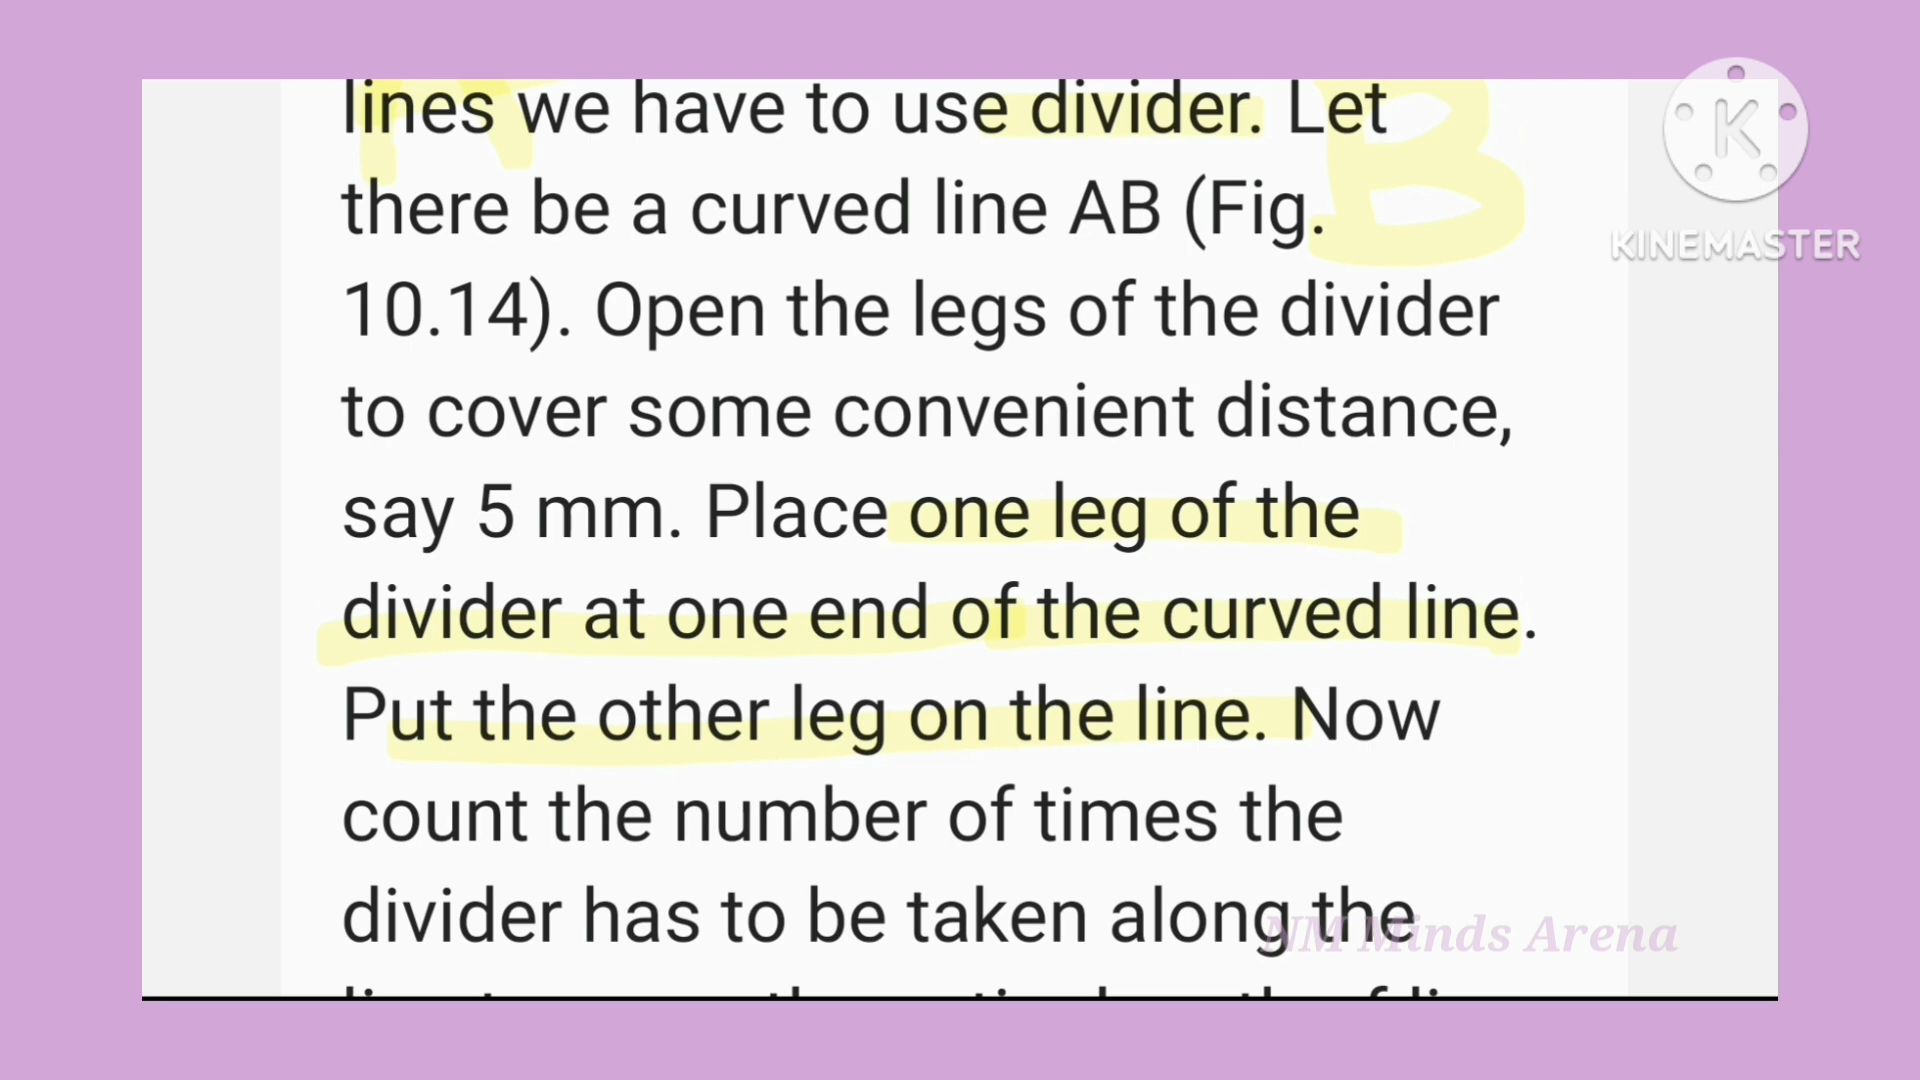 lines we have to use divider. Let
there be a curved line AB (Fig.
10.14). Open the legs of the divider
to cover some convenient distance,
say 5 mm. Place one leg of the
divider at one end of the curved line.
Put the other leg on the line. Now
count the number of times the
divider has to be taken along the
NM Minds Arena
K
KINEMASTER
B